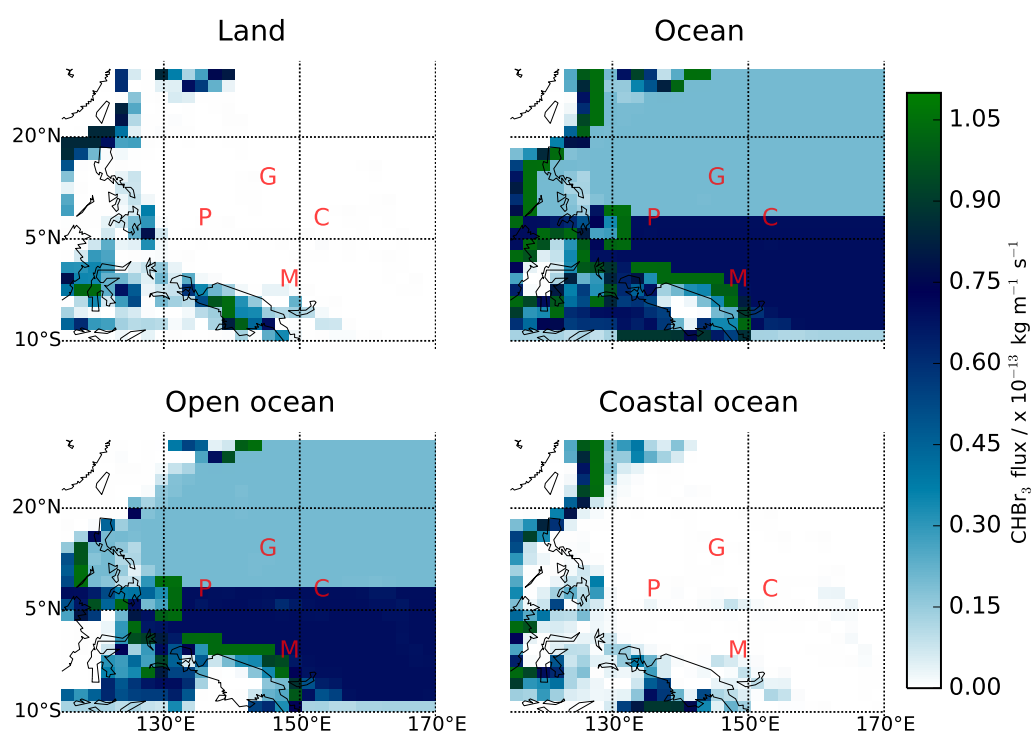 Land
Ocean
20°N
5°N
10°S
G
P
C
M
G
P
C
M
Open ocean
Coastal ocean
20°N
5°N
10°S
G
P
C
M
G
P
C
M
130°E
150°E
170°E
130°E
150°E
170°E
1.05
0.90
0.75
0.60
0.45
0.30
0.15
0.00
CHBr₃ flux / x 10⁻¹³ kg m⁻¹ s⁻¹